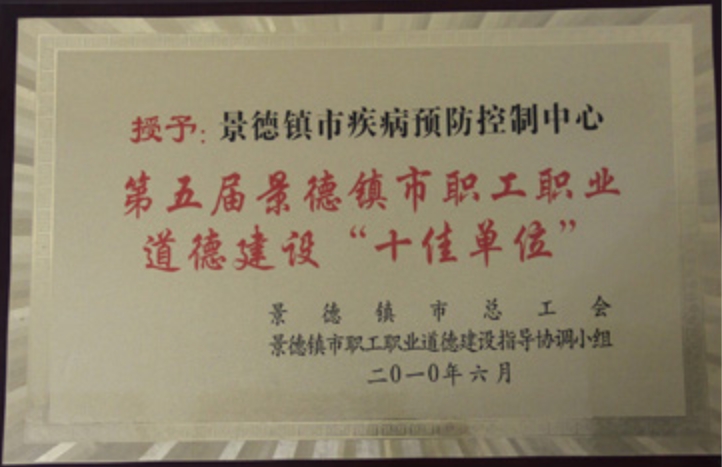 授予:景德镇市疾病预防控制中心
第五届景德镇市职工职业
道德建设“十佳单位”
景德镇市总工会
景德镇市职工职业道德建设指导协调小组
二0一0年六月